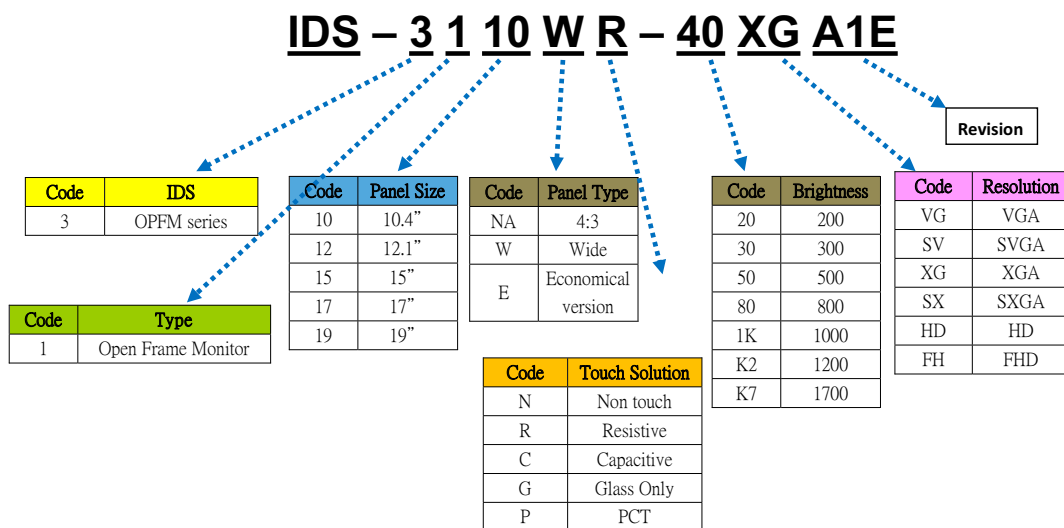 IDS – 3 1 10 W R – 40 XG A1E
Revision
Code IDS
3 OPFM series
Code Type
1 Open Frame Monitor
Code Panel Size
10 10.4”
12 12.1”
15 15”
17 17”
19 19”
Code Panel Type
NA 4:3
W Wide
E Economical
version
Code Touch Solution
N Non touch
R Resistive
C Capacitive
G Glass Only
P PCT
Code Brightness
20 200
30 300
50 500
80 800
1K 1000
K2 1200
K7 1700
Code Resolution
VG VGA
SV SVGA
XG XGA
SX SXGA
HD HD
FH FHD